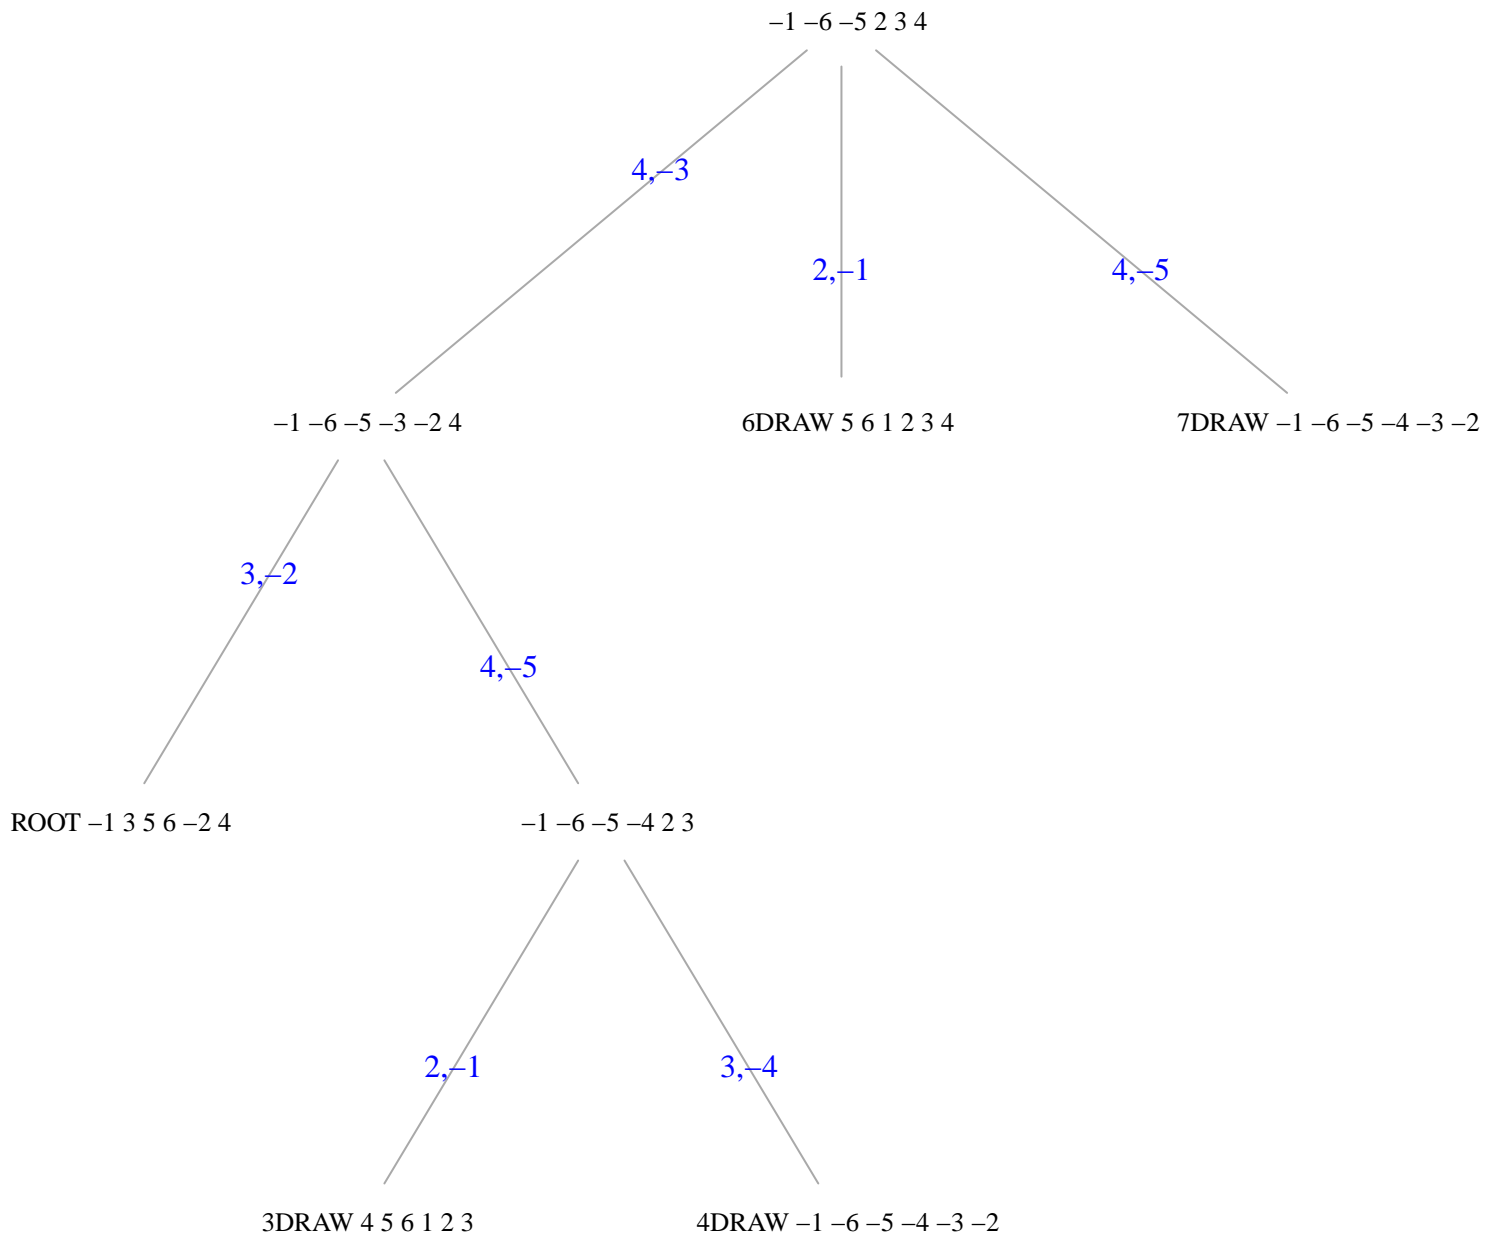 –1 –6 –5 2 3 4
4,–3
2,–1
4,–5
–1 –6 –5 –3 –2 4
6DRAW 5 6 1 2 3 4
7DRAW –1 –6 –5 –4 –3 –2
3,–2
4,–5
ROOT –1 3 5 6 –2 4
–1 –6 –5 –4 2 3
2,–1
3,–4
3DRAW 4 5 6 1 2 3
4DRAW –1 –6 –5 –4 –3 –2